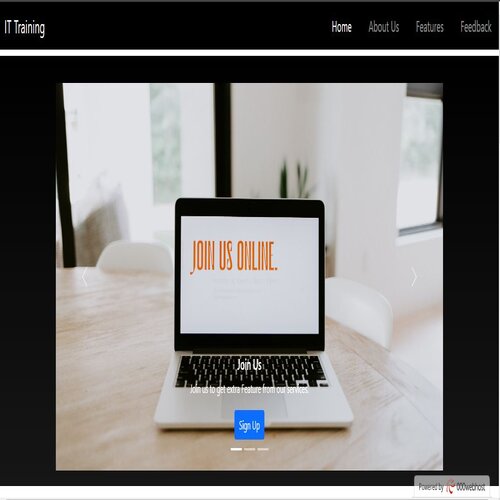 IT Training
Home About Us Features Feedback
JOIN US ONLINE.
Join Us
Join us to get extra Feature from our services.
Sign Up
Powered by 000webhost